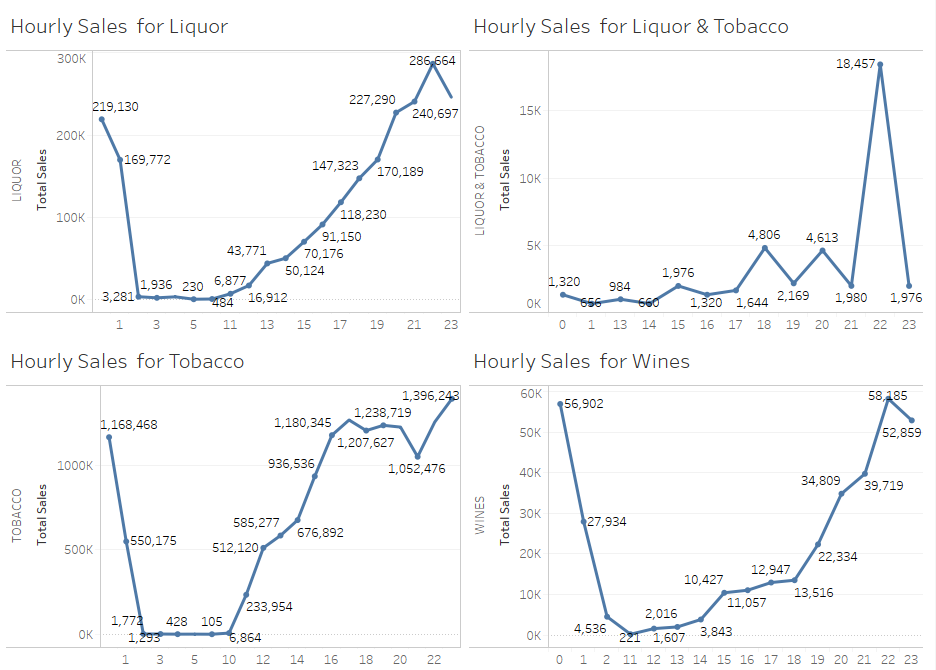 Hourly Sales for Liquor
300K
200K
100K
0K
LIQUOR
Total Sales
219,130
169,772
3,281
1,936
230
484
6,877
16,912
43,771
50,124
70,176
91,150
118,230
147,323
170,189
227,290
240,697
286,664
1 3 5 11 13 15 17 19 21 23
Hourly Sales for Liquor & Tobacco
15K
10K
5K
0K
LIQUOR & TOBACCO
Total Sales
1,320
656
984
660
1,976
1,320
1,644
4,806
2,169
4,613
1,980
18,457
1,976
0 1 13 14 15 16 17 18 19 20 21 22 23
Hourly Sales for Tobacco
1000K
500K
0K
TOBACCO
Total Sales
1,168,468
550,175
1,772
1,293
428
105
6,864
233,954
512,120
585,277
676,892
936,536
1,180,345
1,207,627
1,238,719
1,052,476
1,396,243
1 3 5 10 12 14 16 18 20 22
Hourly Sales for Wines
60K
50K
40K
30K
20K
10K
0K
WINES
Total Sales
56,902
27,934
4,536
221
2,016
1,607
3,843
10,427
11,057
12,947
13,516
22,334
34,809
39,719
58,185
52,859
0 1 2 11 12 13 14 15 16 17 18 19 20 21 22 23